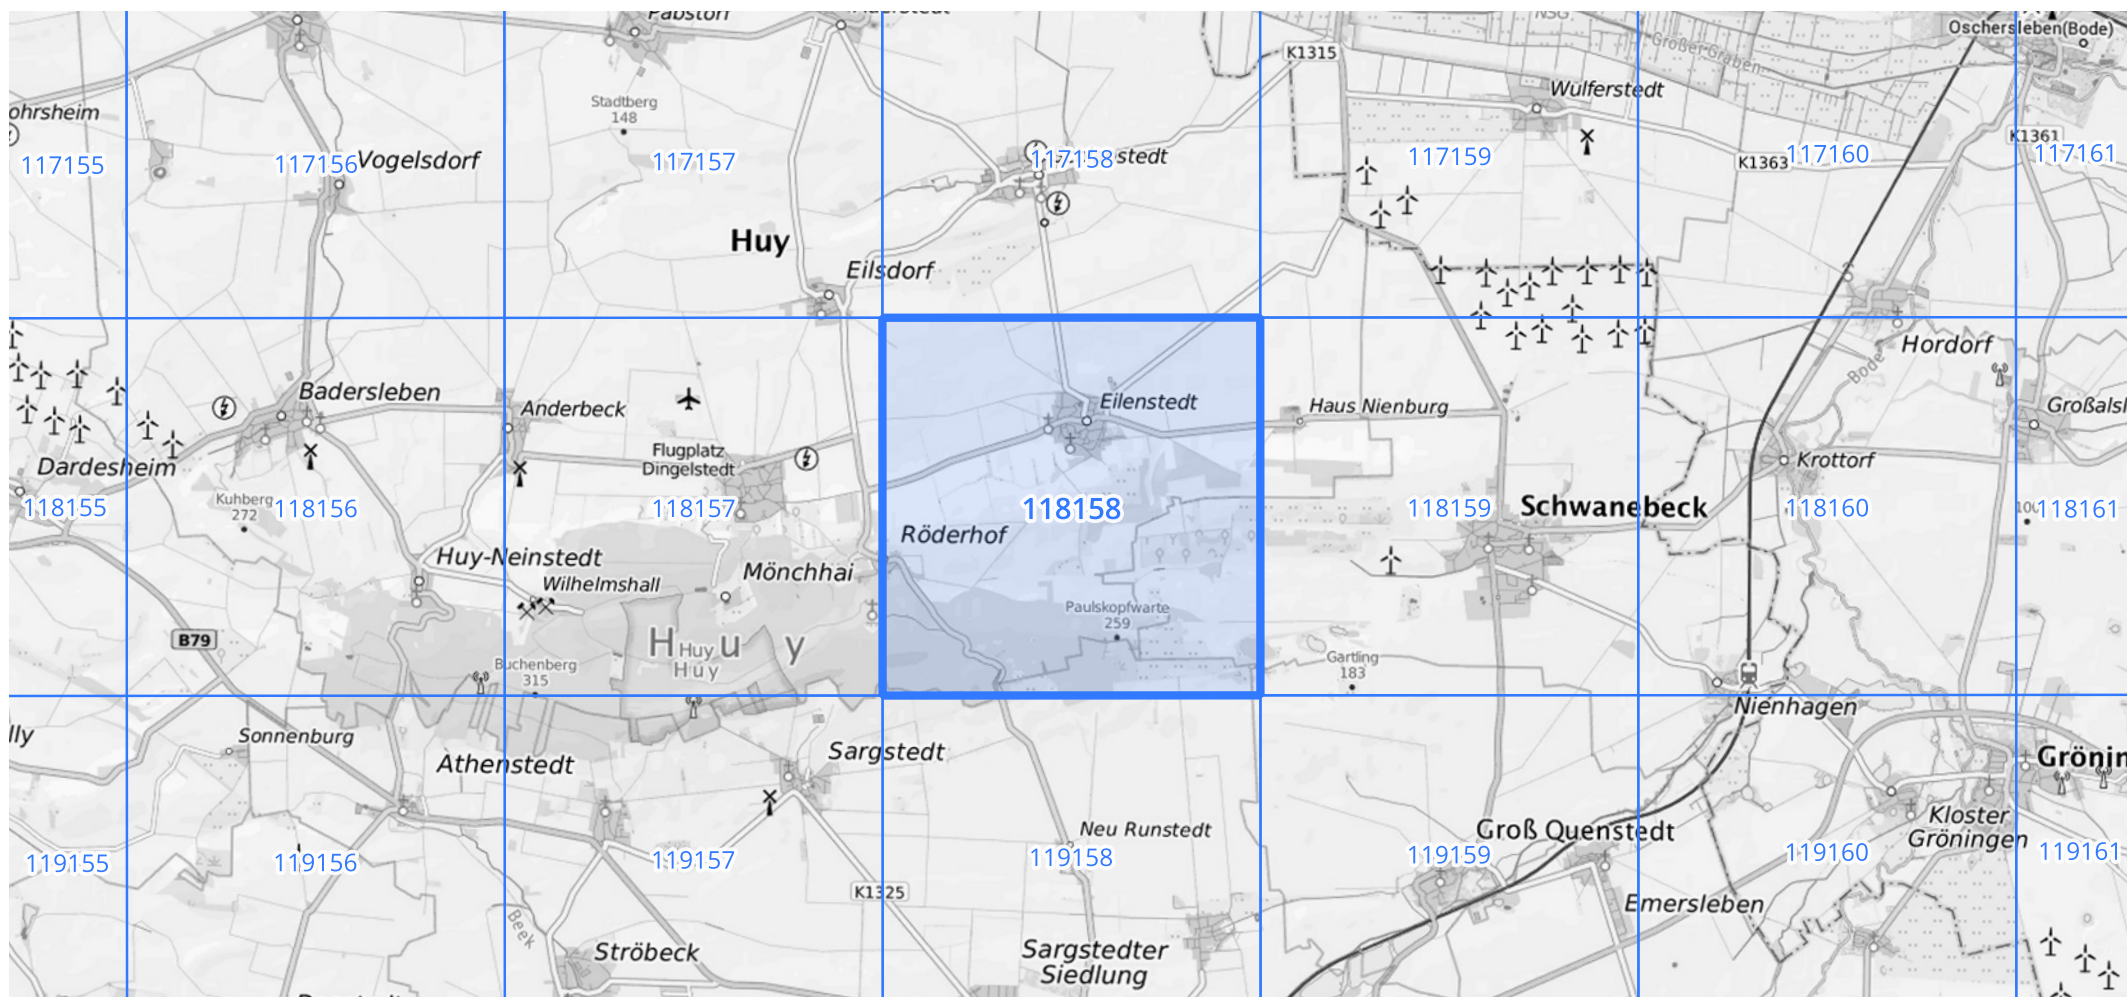 Pabstorf
NSG
Oschersleben(Bode)
Großer Graben
K1315
Wulferstedt
Stadtberg
148
ohrsheim
K1361
117155
117156
Vogelsdorf
117157
117158
stedt
117159
K1363
117160
117161
Huy
Eilsdorf
Hordorf
Bode
Badersleben
Anderbeck
Eilenstedt
Haus Nienburg
Großalsl
Flugplatz
Dingelstedt
Dardesheim
Krottorf
Kuhberg
272
118155
118156
118157
118158
118159
Schwanebeck
118160
118161
Röderhof
Huy-Neinstedt
Wilhelmshall
Mönchhai
Paulskopfwarte
259
B79
H u y
Huy
Huy
Buchenberg
315
Gartling
183
Nienhagen
lly
Sonnenburg
Athenstedt
Sargstedt
Grönin
Neu Runstedt
Groß Quenstedt
Kloster
Gröningen
119155
119156
119157
119158
119159
119160
119161
K1325
Emersleben
Beek
Ströbeck
Sargstedter
Siedlung